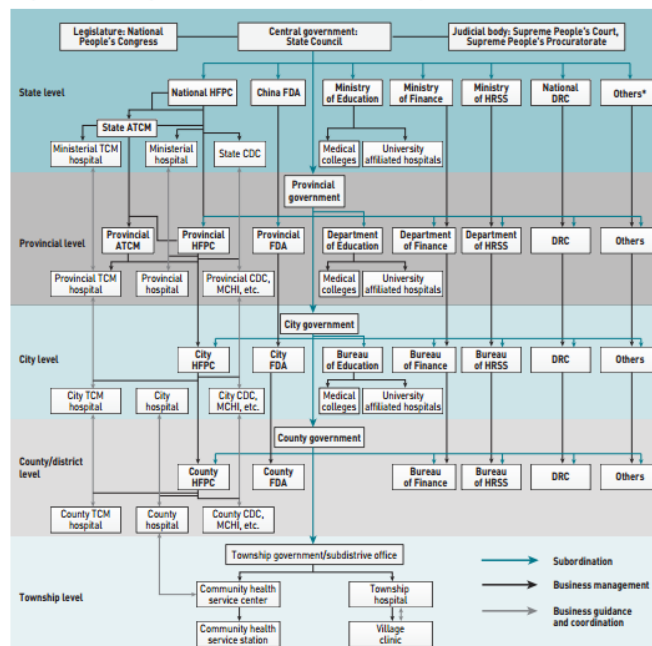 Legislature: National
People's Congress
Central government:
State Council
Judicial body: Supreme People's Court,
Supreme People's Procuratorate
State level
National HFPC
China FDA
Ministry
of Education
Ministry
of Finance
Ministry
of HRSS
National
DRC
Others*
State ATCM
Ministerial TCM
hospital
Ministerial
hospital
State CDC
Medical
colleges
University
affiliated hospitals
Provincial
government
Provincial level
Provincial
ATCM
Provincial
HFPC
Provincial
FDA
Department
of Education
Department
of Finance
Department
of HRSS
DRC
Others
Provincial TCM
hospital
Provincial
hospital
Provincial CDC,
MCHI, etc.
Medical
colleges
University
affiliated hospitals
City government
City level
City
HFPC
City
FDA
Bureau
of Education
Bureau
of Finance
Bureau
of HRSS
DRC
Others
City TCM
hospital
City
hospital
City CDC,
MCHI, etc.
Medical
colleges
University
affiliated hospitals
County government
County/district
level
County
HFPC
County
FDA
Bureau
of Finance
Bureau
of HRSS
DRC
Others
County TCM
hospital
County
hospital
County CDC,
MCHI, etc.
Township government/subdistrive office
Township level
Community health
service center
Township
hospital
Community health
service station
Village
clinic
Subordination
Business management
Business guidance
and coordination